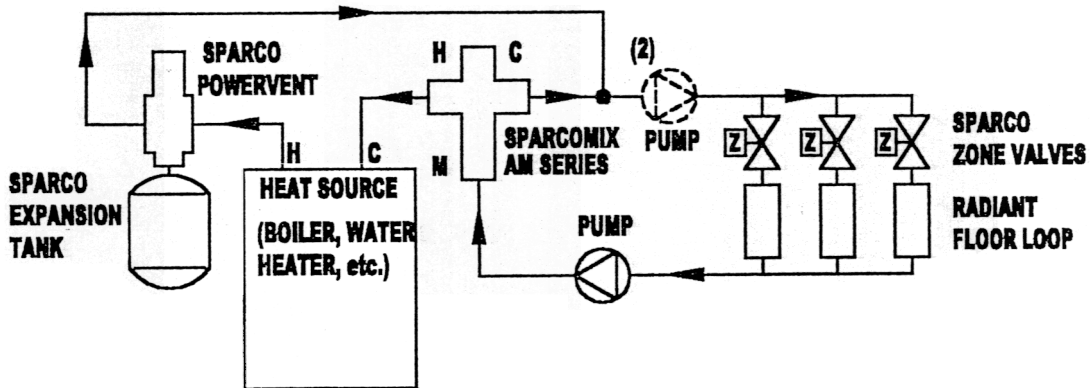 SPARCO
POWERVENT
H
C
(2)
PUMP
SPARCO
ZONE VALVES
Z
Z
Z
SPARCOMIX
AM SERIES
M
H
C
SPARCO
EXPANSION
TANK
HEAT SOURCE
(BOILER, WATER
HEATER, etc.)
PUMP
RADIANT
FLOOR LOOP